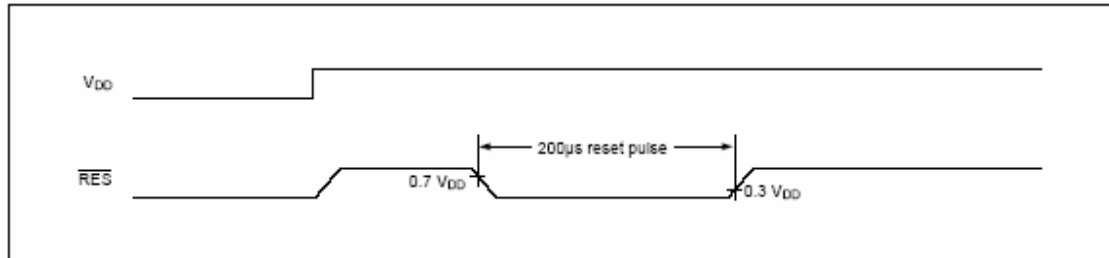 VDD
200µs reset pulse
RES
0.7 VDD
0.3 VDD